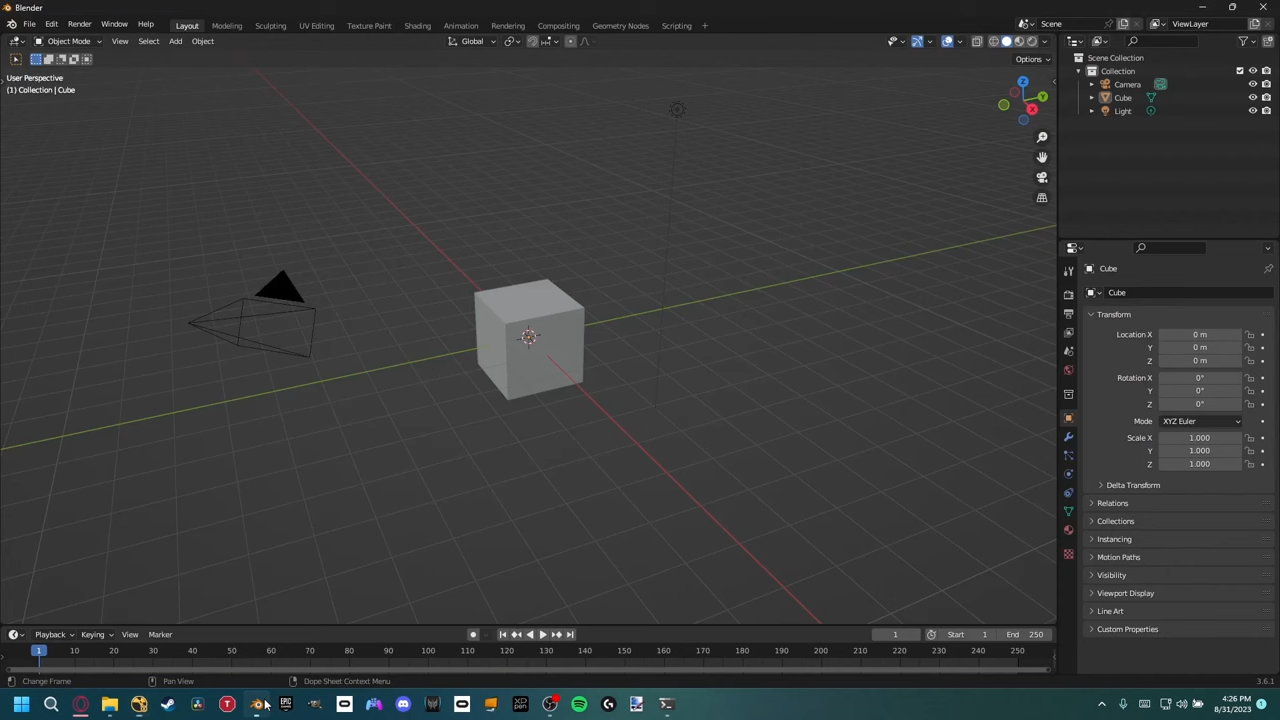 Blender
File Edit Render Window Help
Layout Modeling Sculpting UV Editing Texture Paint Shading Animation Rendering Compositing Geometry Nodes Scripting +
Scene ViewLayer
Object Mode View Select Add Object Global
Options
User Perspective
(1) Collection | Cube
Z
Y
X
Scene Collection
Collection
Camera
Cube
Light
Cube
Cube
Transform
Location X 0 m
Y 0 m
Z 0 m
Rotation X 0°
Y 0°
Z 0°
Mode XYZ Euler
Scale X 1.000
Y 1.000
Z 1.000
Delta Transform
Relations
Collections
Instancing
Motion Paths
Visibility
Viewport Display
Line Art
Custom Properties
Playback Keying View Marker 1 Start 1 End 250
1 10 20 30 40 50 60 70 80 90 100 110 120 130 140 150 160 170 180 190 200 210 220 230 240 250
Change Frame Pan View Dope Sheet Context Menu 3.6.1
T EPIC GAMES XP PEN G
4:26 PM
8/31/2023